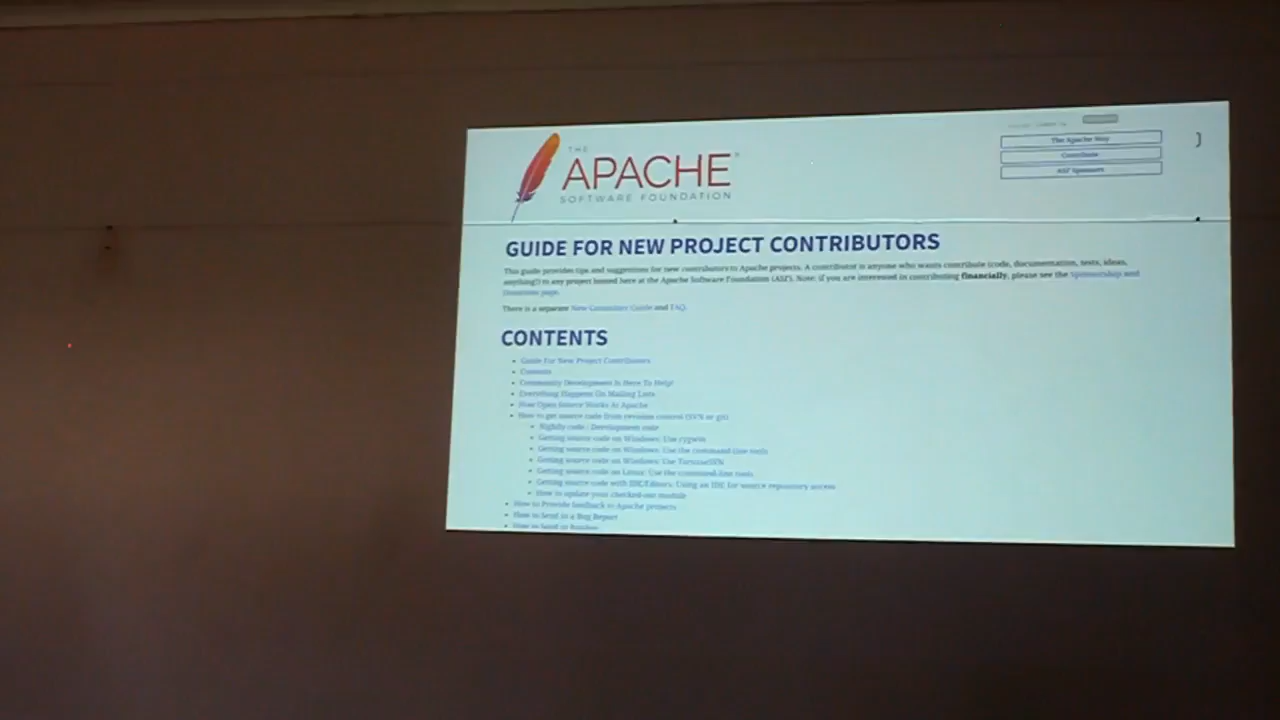 THE
APACHE®
SOFTWARE FOUNDATION
The Apache Way
Contribute
ASF Sponsors
GUIDE FOR NEW PROJECT CONTRIBUTORS
This guide provides tips and suggestions for new contributors to Apache projects. A contributor is anyone who wants contribute (code, documentation, tests, ideas,
anything!) to any project hosted here at the Apache Software Foundation (ASF). Note: if you are interested in contributing financially, please see the Sponsorship and
Donations page.
There is a separate New Committers Guide and FAQ.
CONTENTS
Guide For New Project Contributors
Contents
Community Development Is Here To Help!
Everything Happens On Mailing Lists
How Open Source Works At Apache
How to get source code from revision control (SVN or git)
Nightly code / Development code
Getting source code on Windows: Use cygwin
Getting source code on Windows: Use the command-line tools
Getting source code on Windows: Use TortoiseSVN
Getting source code on Linux: Use the command-line tools
Getting source code with IDE/Editors: Using an IDE for source repository access
How to update your checked-out module
How to Provide feedback to Apache projects
How to Send in a Bug Report
How to Send in